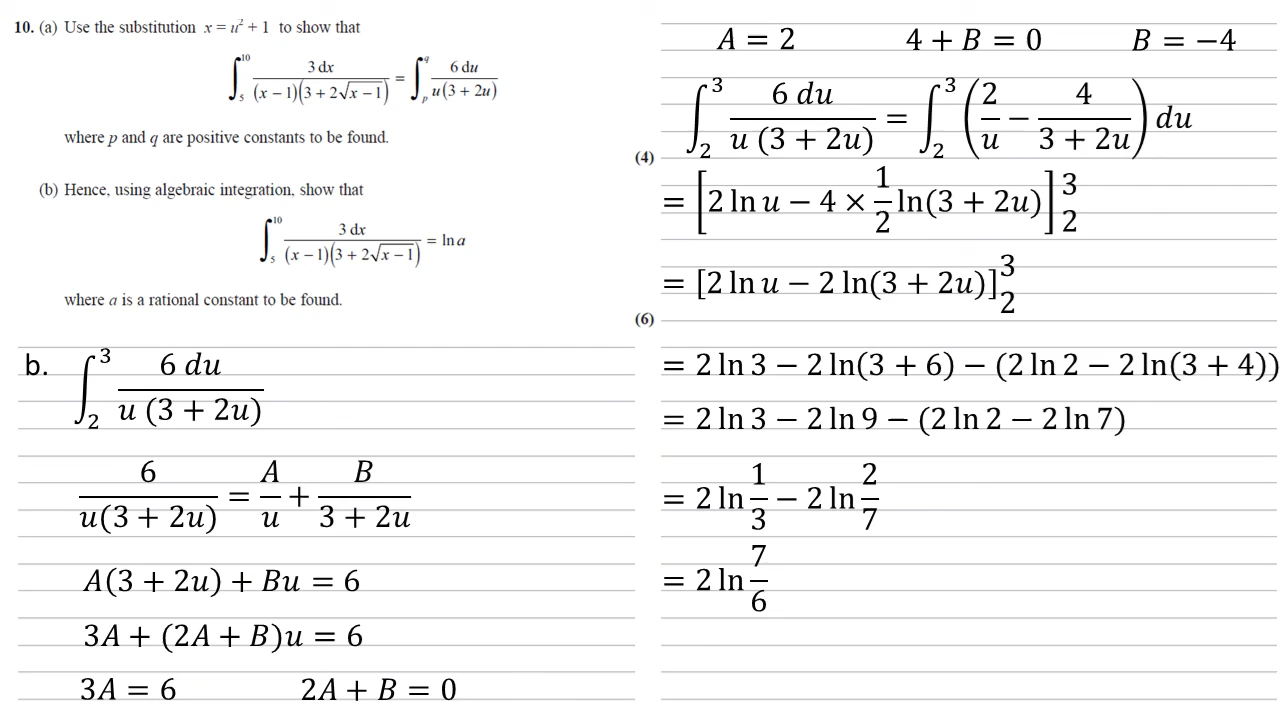 10. (a) Use the substitution x = u² + 1 to show that
∫₅¹⁰ 3 dx / (x − 1)(3 + 2√(x − 1)) = ∫ₚ^q 6 du / u(3 + 2u)
where p and q are positive constants to be found.
(4)
(b) Hence, using algebraic integration, show that
∫₅¹⁰ 3 dx / (x − 1)(3 + 2√(x − 1)) = ln a
where a is a rational constant to be found.
(6)
b. ∫₂³ 6 du / u (3 + 2u)
6 / u(3 + 2u) = A/u + B/(3 + 2u)
A(3 + 2u) + Bu = 6
3A + (2A + B)u = 6
3A = 6 2A + B = 0
A = 2 4 + B = 0 B = −4
∫₂³ 6 du / u (3 + 2u) = ∫₂³ (2/u − 4/(3 + 2u)) du
= [2 ln u − 4 × 1/2 ln(3 + 2u)]₂³
= [2 ln u − 2 ln(3 + 2u)]₂³
= 2 ln 3 − 2 ln(3 + 6) − (2 ln 2 − 2 ln(3 + 4))
= 2 ln 3 − 2 ln 9 − (2 ln 2 − 2 ln 7)
= 2 ln 1/3 − 2 ln 2/7
= 2 ln 7/6